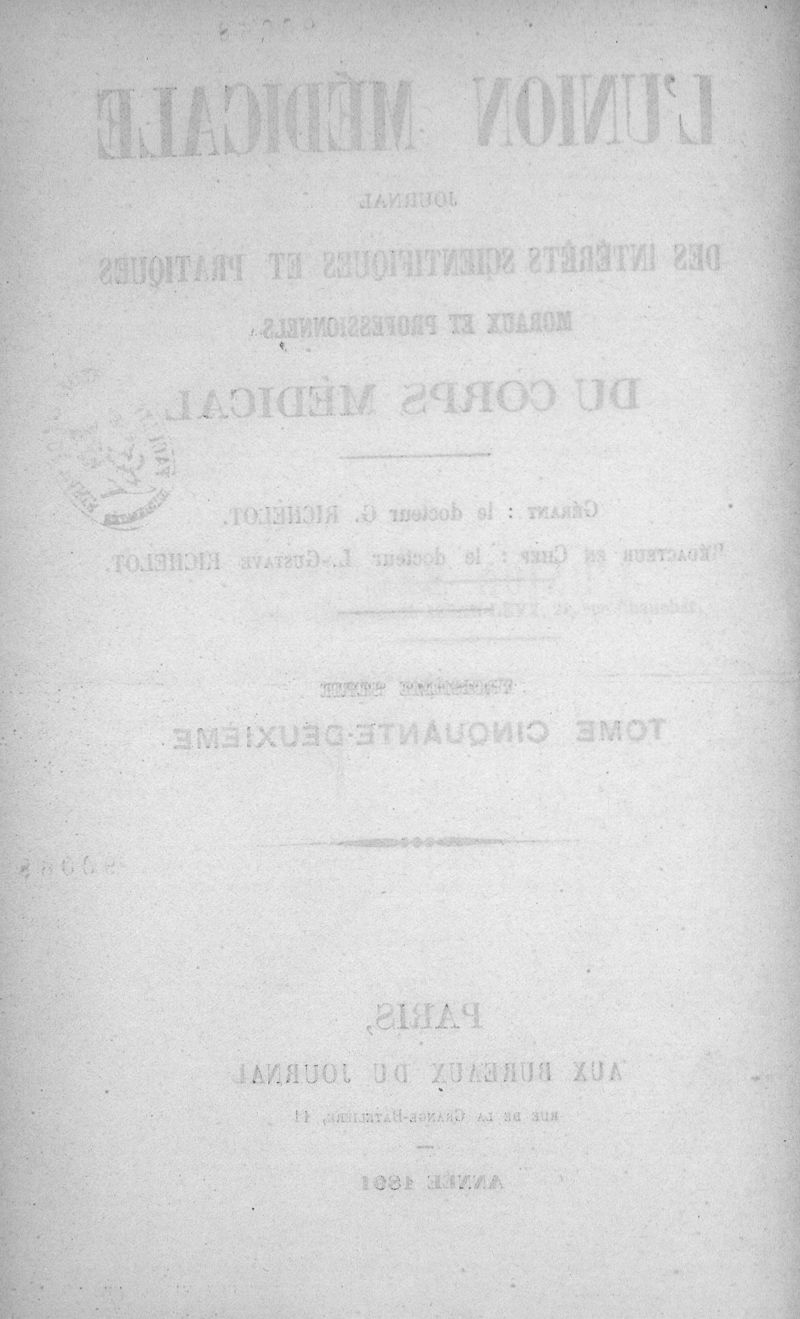 L'UNION MÉDICALE
JOURNAL
DES INTÉRÊTS SCIENTIFIQUES ET PRATIQUES
MORAUX ET PROFESSIONNELS
DU CORPS MÉDICAL
GÉRANT : le docteur G. RICHELOT.
RÉDACTEUR EN CHEF : le docteur L.-GUSTAVE RICHELOT.
TROISIÈME SÉRIE
TOME CINQUANTE-DEUXIÈME
PARIS,
AUX BUREAUX DU JOURNAL
RUE DE LA GRANGE-BATELIÈRE, 11
ANNÉE 1891